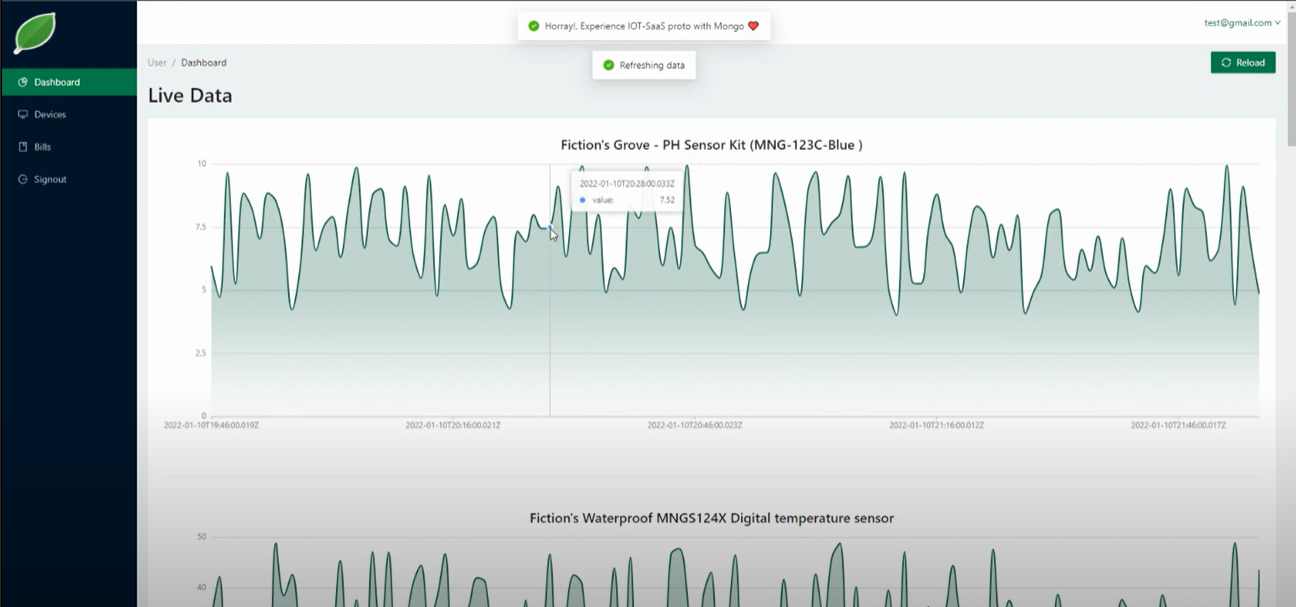 Horray!, Experience IOT-SaaS proto with Mongo ❤️
test@gmail.com
Refreshing data
Dashboard
Devices
Bills
Signout
User / Dashboard
Reload
Live Data
Fiction's Grove - PH Sensor Kit (MNG-123C-Blue )
10
7.5
5
2.5
0
2022-01-10T20:28:00.033Z
value: 7.52
2022-01-10T19:46:00.019Z
2022-01-10T20:16:00.021Z
2022-01-10T20:46:00.023Z
2022-01-10T21:16:00.012Z
2022-01-10T21:46:00.017Z
Fiction's Waterproof MNGS124X Digital temperature sensor
50
40